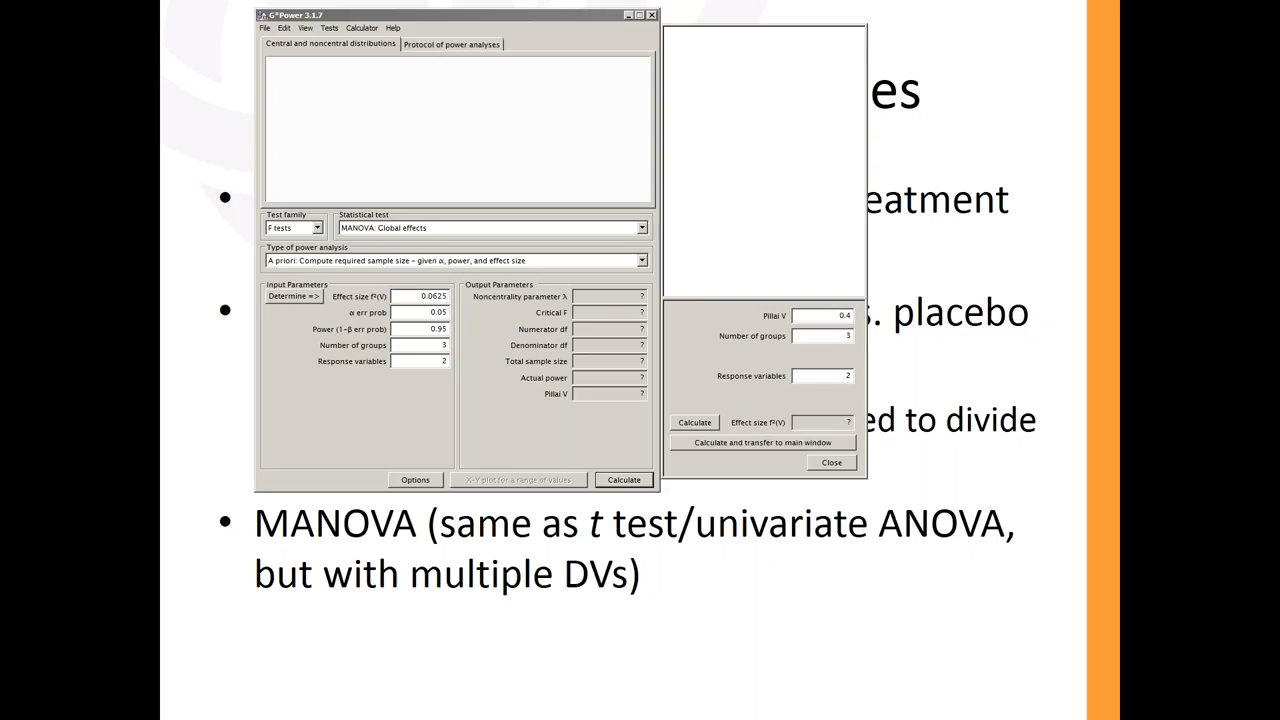 G*Power 3.1.7
File Edit View Tests Calculator Help
Central and noncentral distributions Protocol of power analyses
es
eatment
Test family Statistical test
F tests MANOVA: Global effects
Type of power analysis
A priori: Compute required sample size - given α, power, and effect size
Input Parameters Output Parameters
Determine => Effect size f²(V) 0.0625 Noncentrality parameter λ ?
α err prob 0.05 Critical F ?
Power (1-β err prob) 0.95 Numerator df ?
Number of groups 3 Denominator df ?
Response variables 2 Total sample size ?
Actual power ?
Pillai V ?
Options X-Y plot for a range of values Calculate
Pillai V 0.4
Number of groups 3
Response variables 2
Calculate Effect size f²(V) ?
Calculate and transfer to main window
Close
s. placebo
ed to divide
• MANOVA (same as t test/univariate ANOVA,
but with multiple DVs)